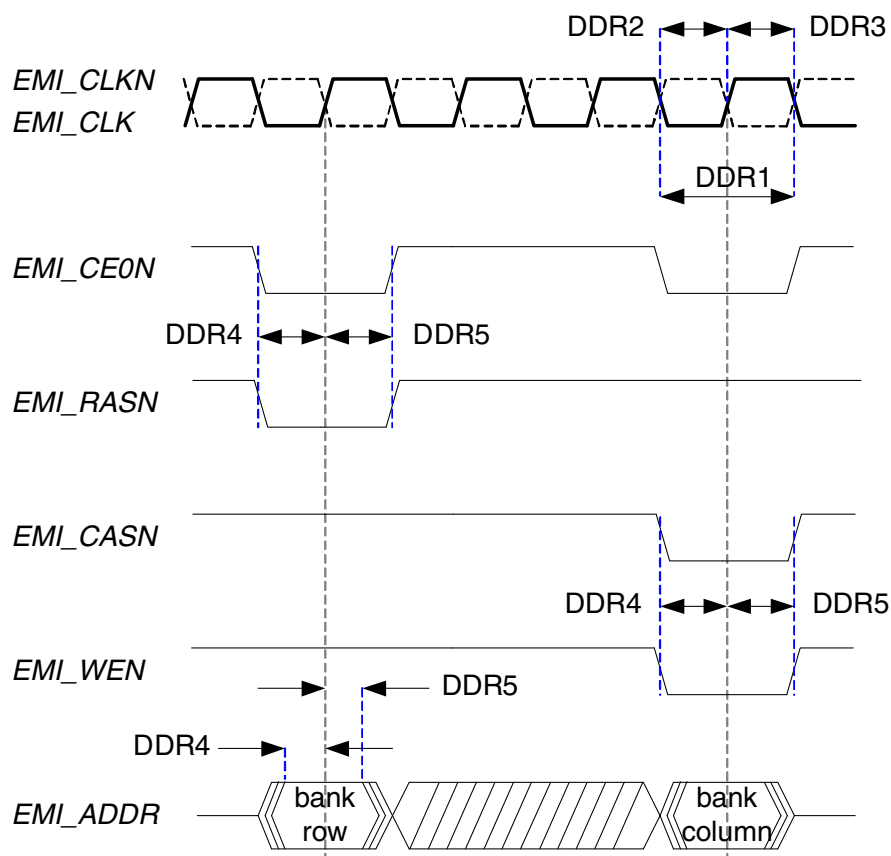 DDR2
DDR3
EMI_CLKN
EMI_CLK
DDR1
EMI_CE0N
DDR4
DDR5
EMI_RASN
EMI_CASN
DDR4
DDR5
EMI_WEN
DDR5
DDR4
EMI_ADDR
bank
row
bank
column